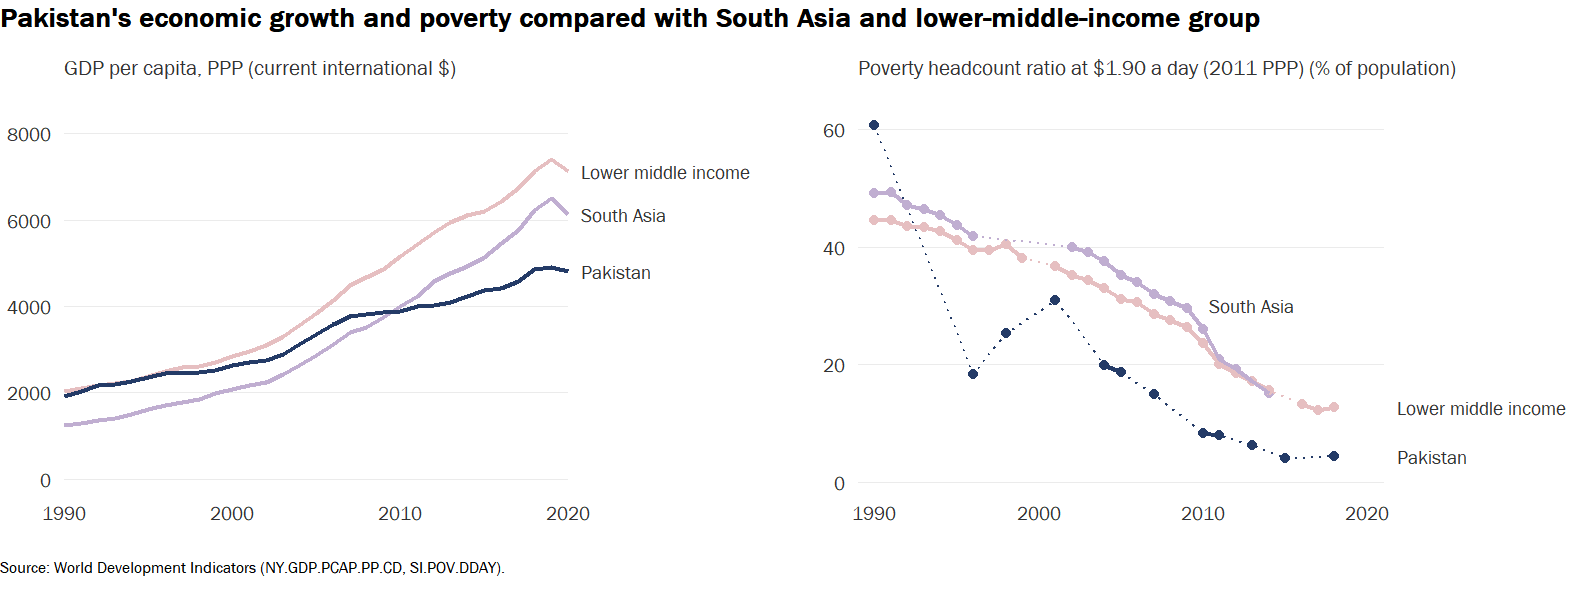 Pakistan's economic growth and poverty compared with South Asia and lower-middle-income group
GDP per capita, PPP (current international $)
8000
6000
4000
2000
0
1990
2000
2010
2020
Lower middle income
South Asia
Pakistan
Poverty headcount ratio at $1.90 a day (2011 PPP) (% of population)
60
40
20
0
1990
2000
2010
2020
South Asia
Lower middle income
Pakistan
Source: World Development Indicators (NY.GDP.PCAP.PP.CD, SI.POV.DDAY).